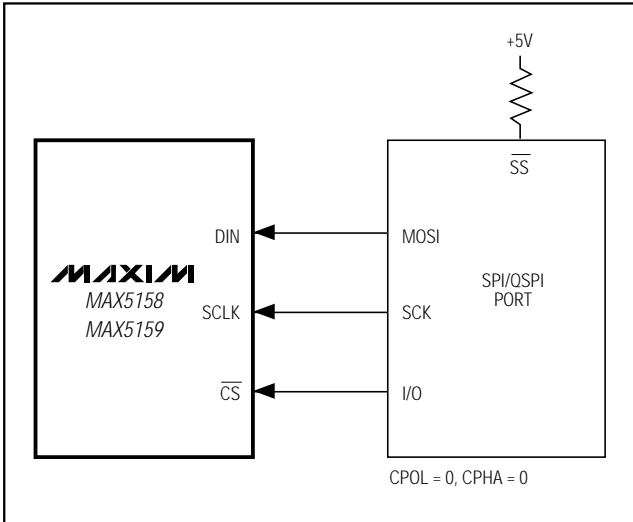 +5V
SS
DIN
MOSI
MAXIM
MAX5158
MAX5159
SPI/QSPI
PORT
SCLK
SCK
CS
I/O
CPOL = 0, CPHA = 0